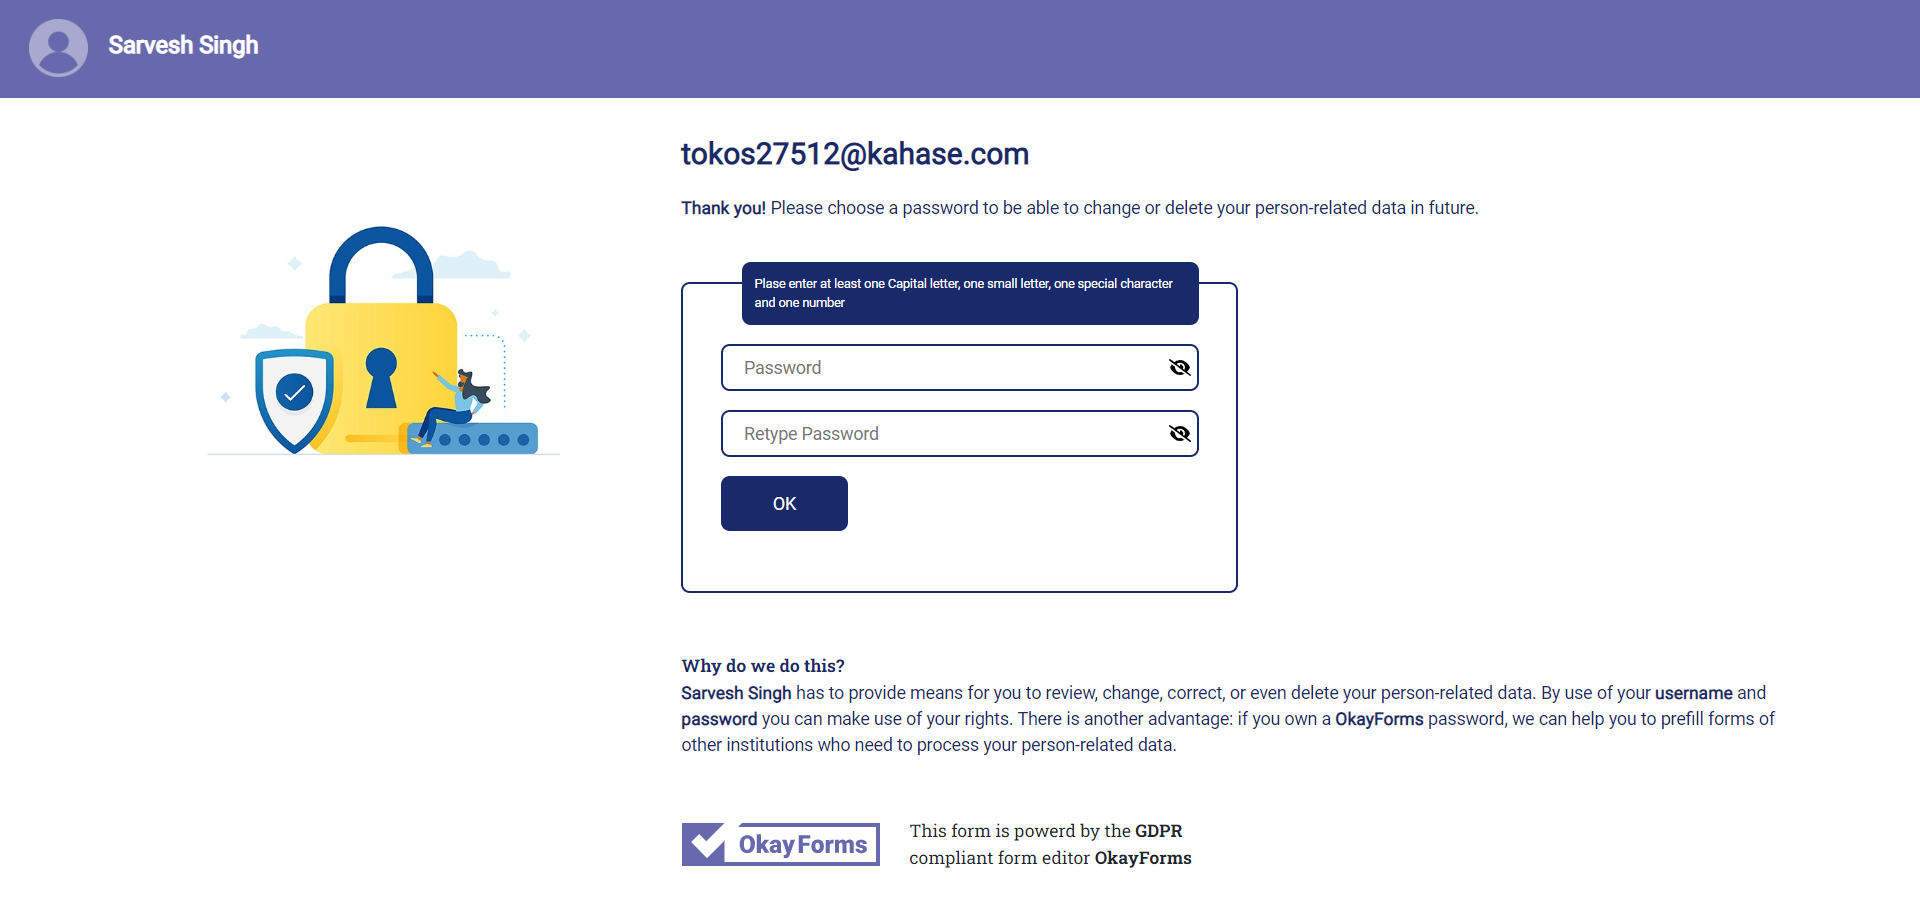 Sarvesh Singh
tokos27512@kahase.com
Thank you! Please choose a password to be able to change or delete your person-related data in future.
Plase enter at least one Capital letter, one small letter, one special character
and one number
Password
Retype Password
OK
Why do we do this?
Sarvesh Singh has to provide means for you to review, change, correct, or even delete your person-related data. By use of your username and
password you can make use of your rights. There is another advantage: if you own a OkayForms password, we can help you to prefill forms of
other institutions who need to process your person-related data.
OkayForms
This form is powerd by the GDPR
compliant form editor OkayForms